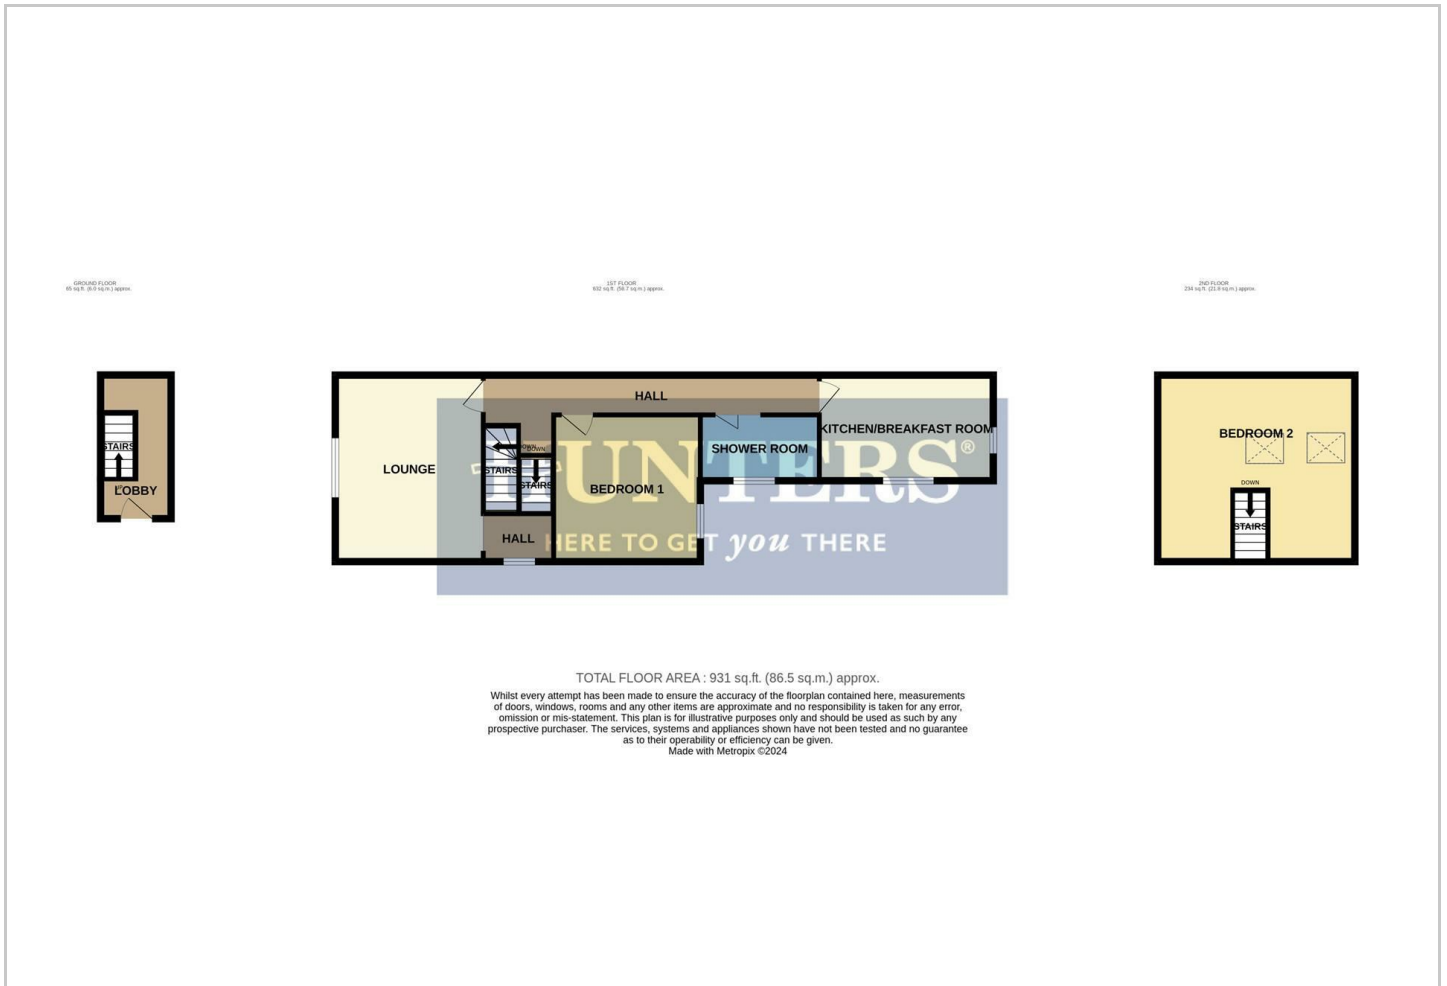 GROUND FLOOR
65 sq.ft. (6.0 sq.m.) approx.
1ST FLOOR
632 sq.ft. (58.7 sq.m.) approx.
2ND FLOOR
234 sq.ft. (21.8 sq.m.) approx.
STAIRS
UP
LOBBY
HALL
LOUNGE
DOWN
DOWN
STAIRS
STAIRS
HALL
BEDROOM 1
SHOWER ROOM
KITCHEN/BREAKFAST ROOM
HUNTERS®
HERE TO GET you THERE
BEDROOM 2
DOWN
STAIRS
TOTAL FLOOR AREA : 931 sq.ft. (86.5 sq.m.) approx.
Whilst every attempt has been made to ensure the accuracy of the floorplan contained here, measurements
of doors, windows, rooms and any other items are approximate and no responsibility is taken for any error,
omission or mis-statement. This plan is for illustrative purposes only and should be used as such by any
prospective purchaser. The services, systems and appliances shown have not been tested and no guarantee
as to their operability or efficiency can be given.
Made with Metropix ©2024